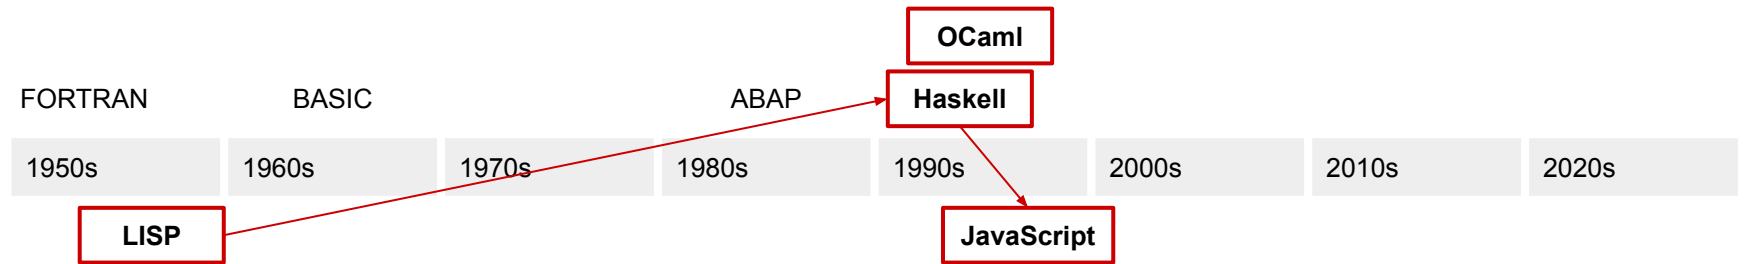 OCaml
FORTRAN BASIC ABAP Haskell
1950s 1960s 1970s 1980s 1990s 2000s 2010s 2020s
LISP JavaScript